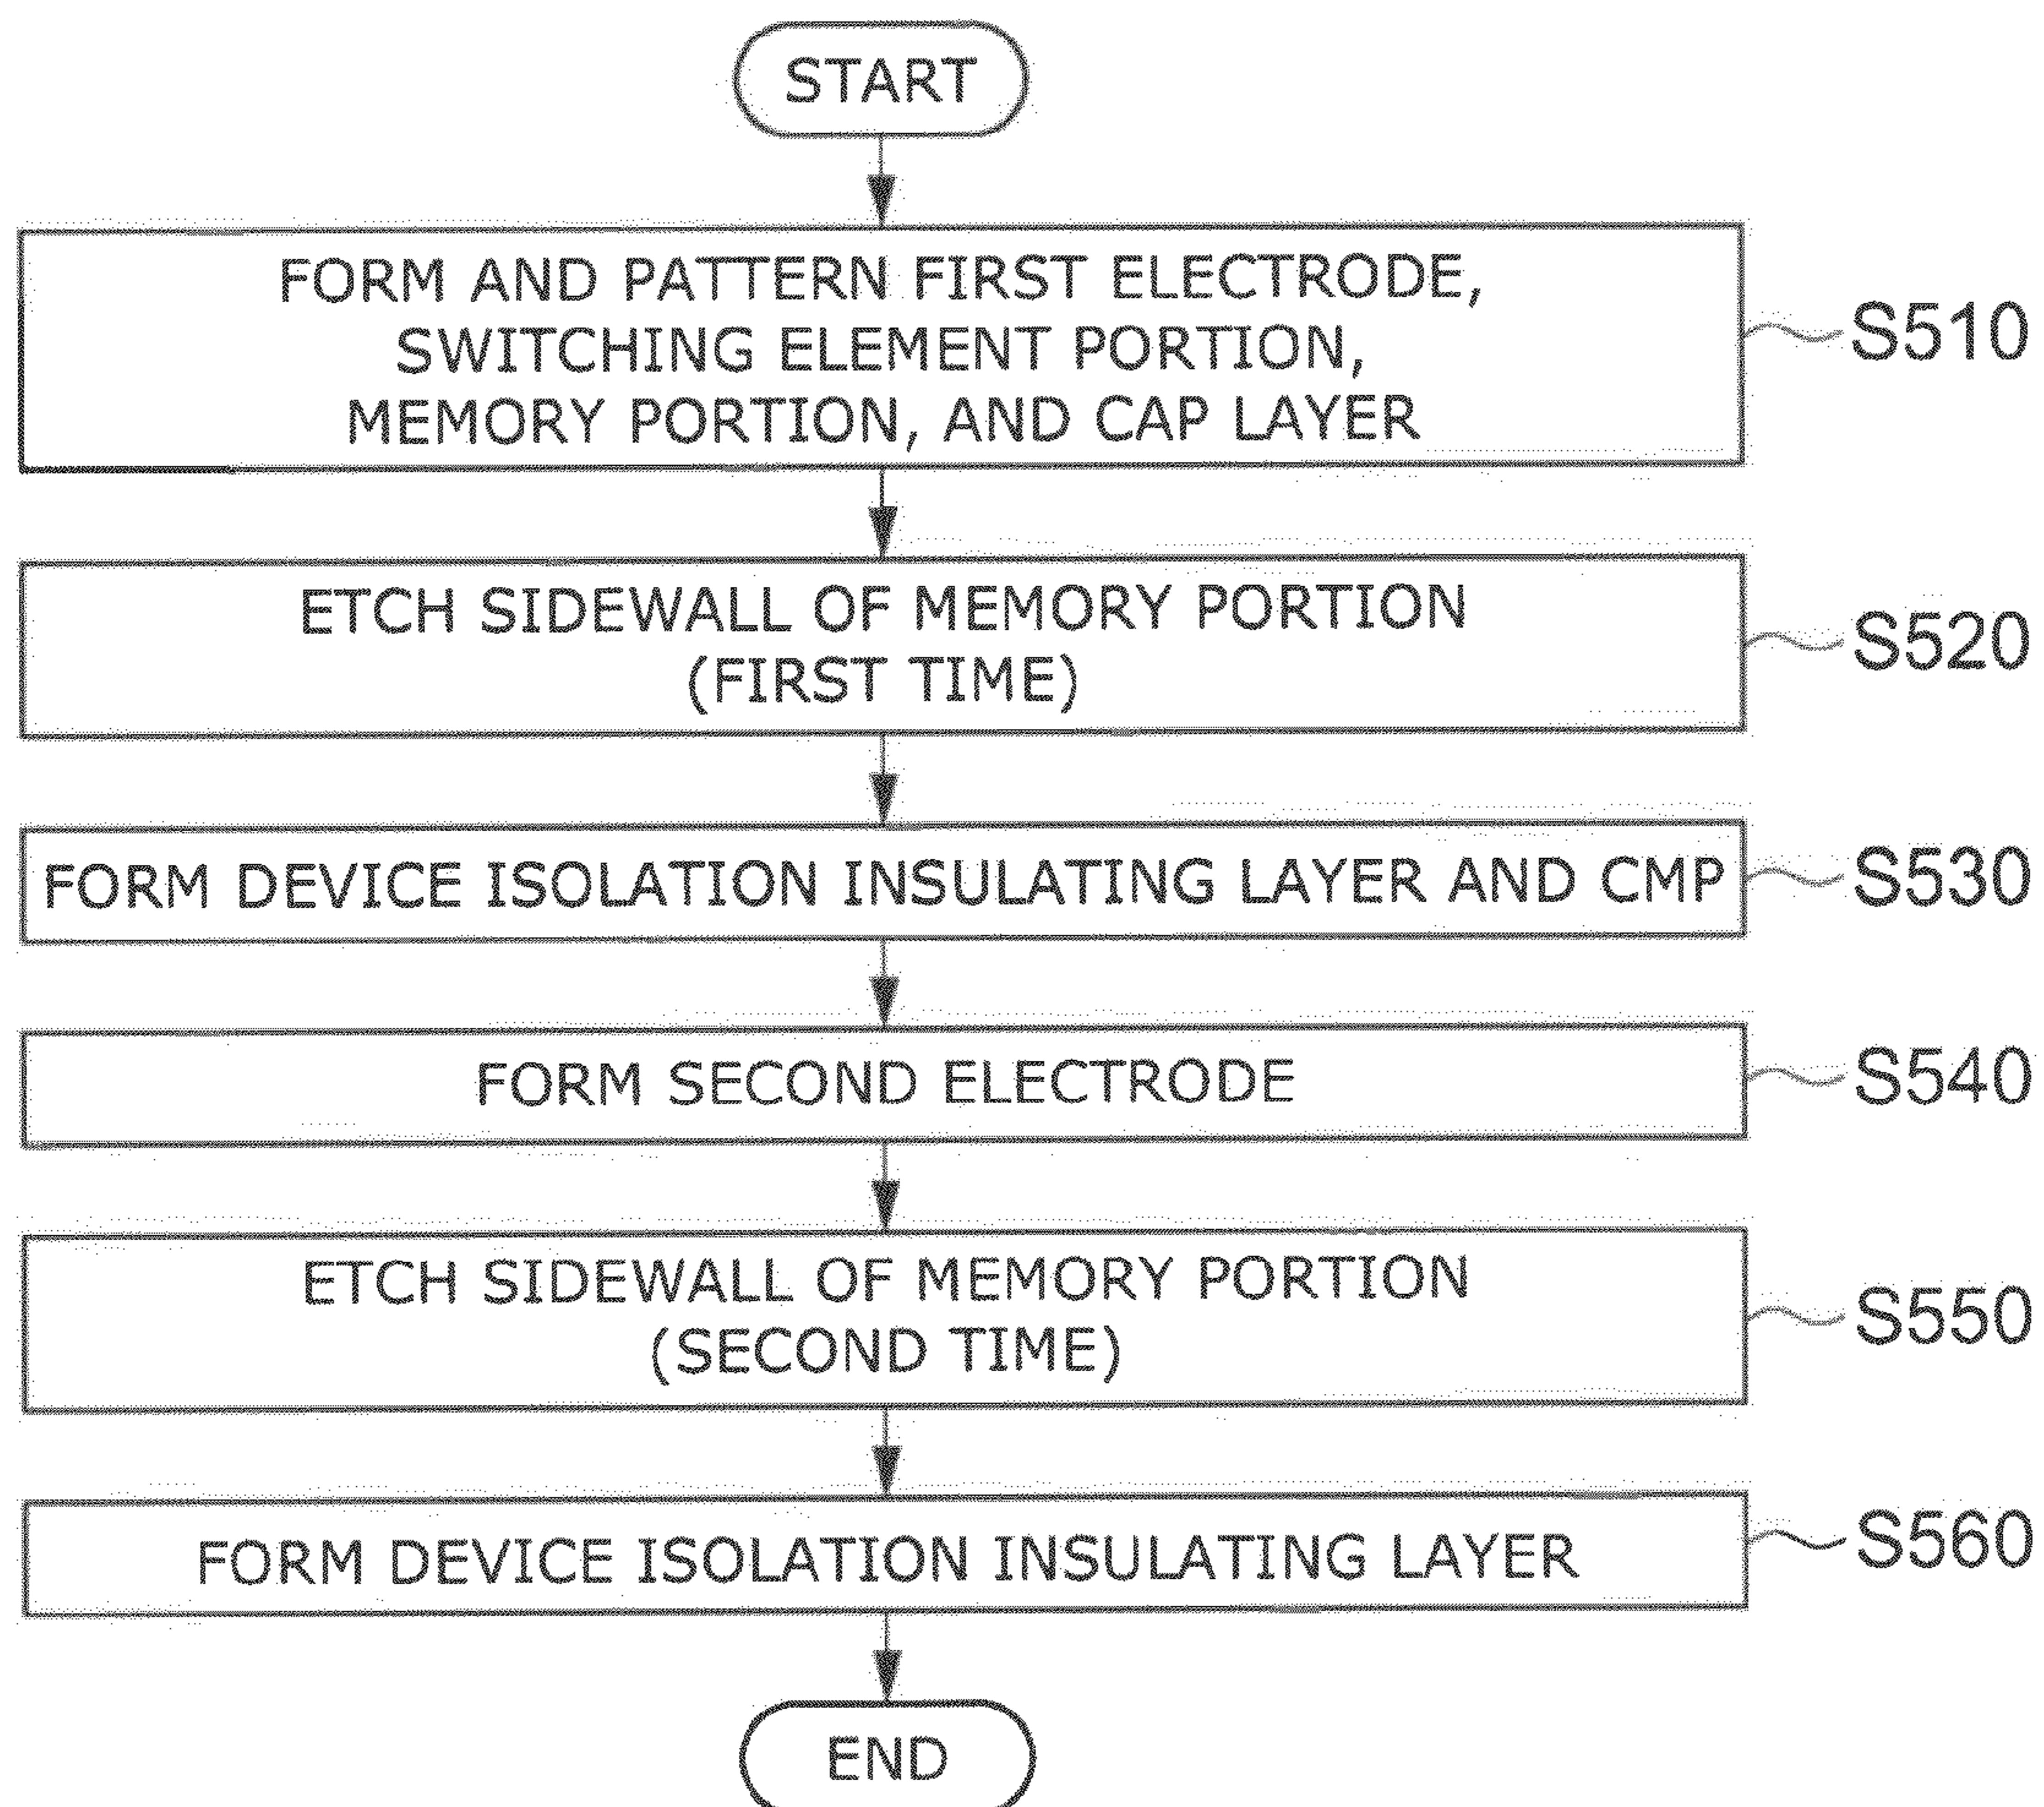 START
FORM AND PATTERN FIRST ELECTRODE,
SWITCHING ELEMENT PORTION,
MEMORY PORTION, AND CAP LAYER
S510
ETCH SIDEWALL OF MEMORY PORTION
(FIRST TIME)
S520
FORM DEVICE ISOLATION INSULATING LAYER AND CMP
S530
FORM SECOND ELECTRODE
S540
ETCH SIDEWALL OF MEMORY PORTION
(SECOND TIME)
S550
FORM DEVICE ISOLATION INSULATING LAYER
S560
END